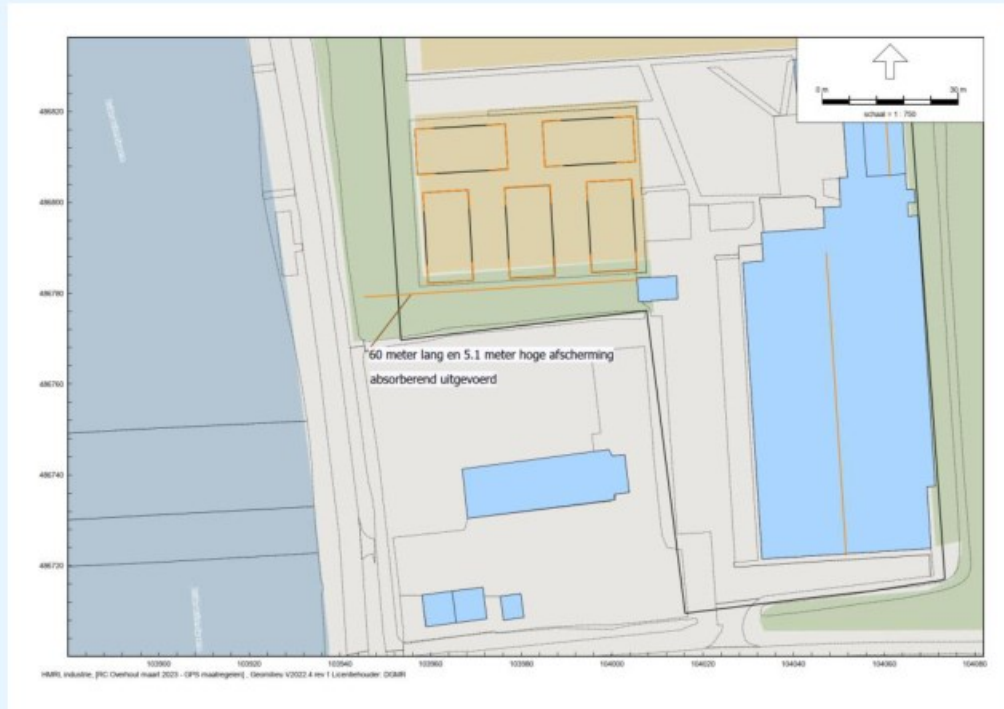 0 m
30 m
schaal = 1 : 750
486820
486800
486780
60 meter lang en 5.1 meter hoge afscherming
absorberend uitgevoerd
486760
486740
486720
103900
103920
103940
103960
103980
104000
104020
104040
104060
104080
HMRI, industrie, [RC Overhout maart 2023 - GPS maatregelen] , Geomilieu V2022.4 rev 1 Licentiehouder: DGMR